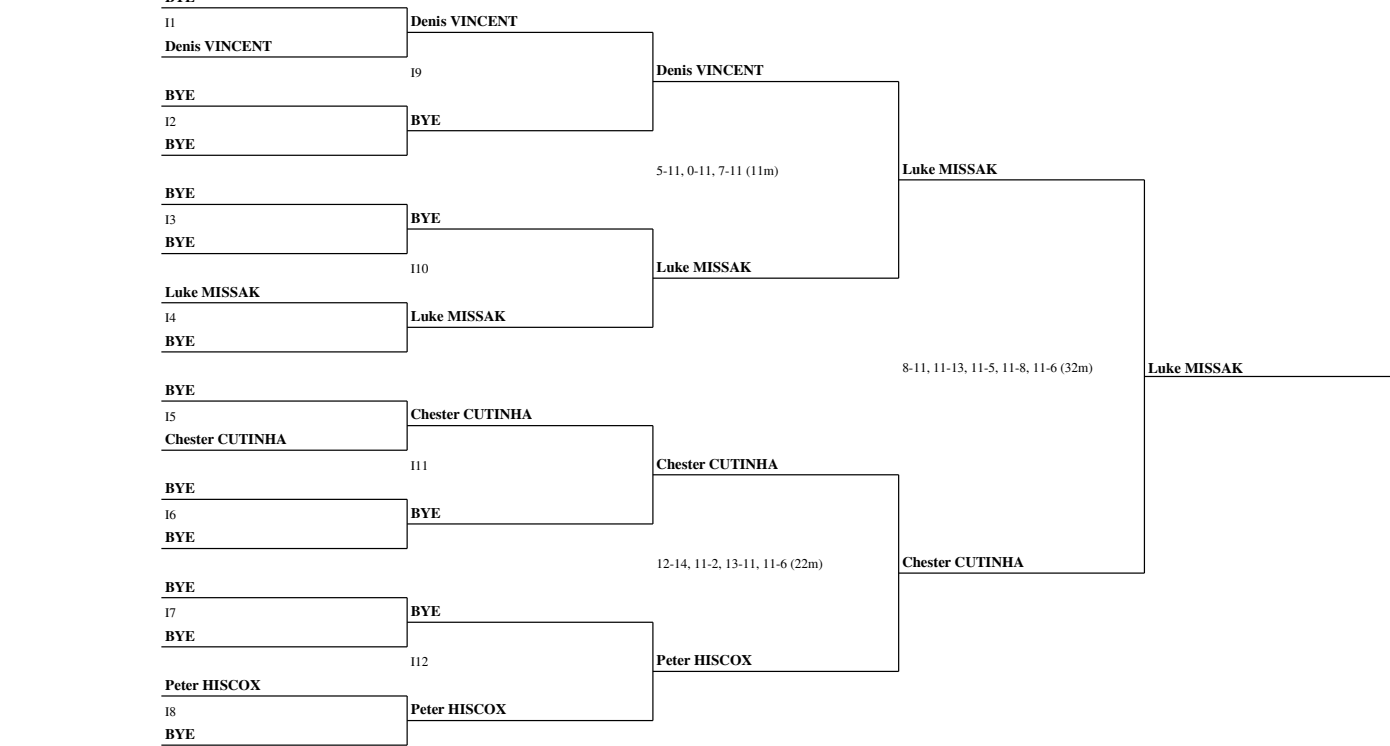 BYE
I1
Denis VINCENT
BYE
I2
BYE
BYE
I3
BYE
Luke MISSAK
I4
BYE
BYE
I5
Chester CUTINHA
BYE
I6
BYE
BYE
I7
BYE
Peter HISCOX
I8
BYE
Denis VINCENT
I9
BYE
BYE
I10
Luke MISSAK
Chester CUTINHA
I11
BYE
BYE
I12
Peter HISCOX
Denis VINCENT
5-11, 0-11, 7-11 (11m)
Luke MISSAK
Chester CUTINHA
12-14, 11-2, 13-11, 11-6 (22m)
Peter HISCOX
Luke MISSAK
8-11, 11-13, 11-5, 11-8, 11-6 (32m)
Chester CUTINHA
Luke MISSAK